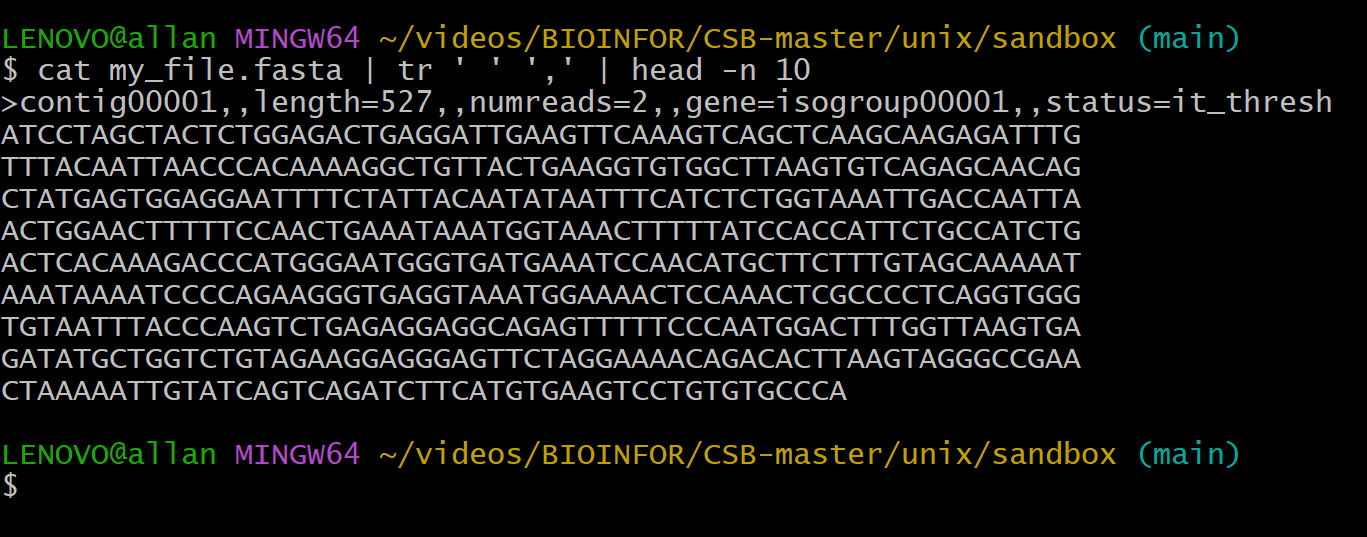 LENOVO@allan MINGW64 ~/videos/BIOINFOR/CSB-master/unix/sandbox (main)
$ cat my_file.fasta | tr ' ' ',' | head -n 10
>contig00001,,length=527,,numreads=2,,gene=isogroup00001,,status=it_thresh
ATCCTAGCTACTCTGGAGACTGAGGATTGAAGTTCAAAGTCAGCTCAAGCAAGAGATTTG
TTTACAATTAACCCACAAAAGGCTGTTACTGAAGGTGTGGCTTAAGTGTCAGAGCAACAG
CTATGAGTGGAGGAATTTTCTATTACAATATAATTTCATCTCTGGTAAATTGACCAATTA
ACTGGAACTTTTTCCAACTGAAATAAATGGTAAACTTTTTATCCACCATTCTGCCATCTG
ACTCACAAAGACCCATGGGAATGGGTGATGAAATCCAACATGCTTCTTTGTAGCAAAAAT
AAATAAAATCCCCAGAAGGGTGAGGTAAATGGAAAACTCCAAACTCGCCCCTCAGGTGGG
TGTAATTTACCCAAGTCTGAGAGGAGGCAGAGTTTTTCCCAATGGACTTTGGTTAAGTGA
GATATGCTGGTCTGTAGAAGGAGGGAGTTCTAGGAAAACAGACACTTAAGTAGGGCCGAA
CTAAAAATTGTATCAGTCAGATCTTCATGTGAAGTCCTGTGTGCCCA
LENOVO@allan MINGW64 ~/videos/BIOINFOR/CSB-master/unix/sandbox (main)
$